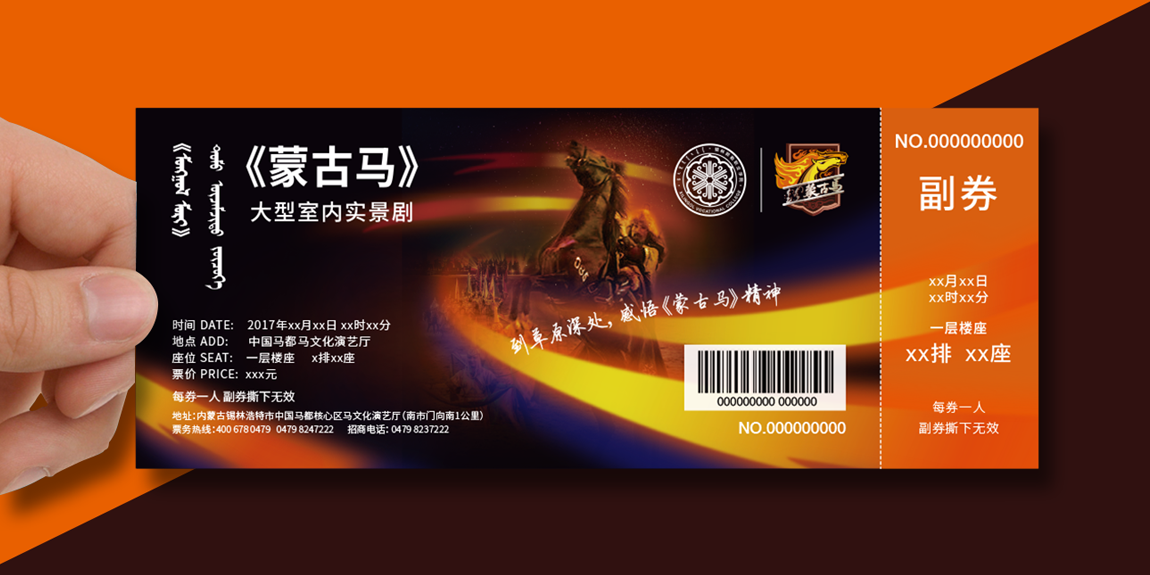 《蒙古马》
大型室内实景剧
蒙古马
到草原深处，感悟《蒙古马》精神
时间 DATE: 2017年xx月xx日 xx时xx分
地点 ADD: 中国马都马文化演艺厅
座位 SEAT: 一层楼座 x排xx座
票价 PRICE: xxx元
每券一人 副券撕下无效
地址：内蒙古锡林浩特市中国马都核心区马文化演艺厅（南市门向南1公里）
票务热线：400 678 0479 0479 8247222 招商电话：0479 8237222
000000000 000000
NO.000000000
NO.000000000
副券
xx月xx日
xx时xx分
一层楼座
xx排 xx座
每券一人
副券撕下无效